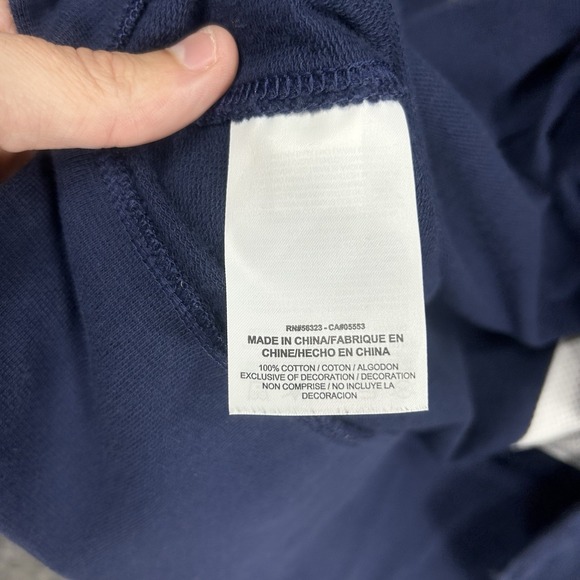 RN#56323 - CA#05553
MADE IN CHINA/FABRIQUE EN
CHINE/HECHO EN CHINA
100% COTTON / COTON / ALGODON
EXCLUSIVE OF DECORATION / DECORATION
NON COMPRISE / NO INCLUYE LA
DECORACION